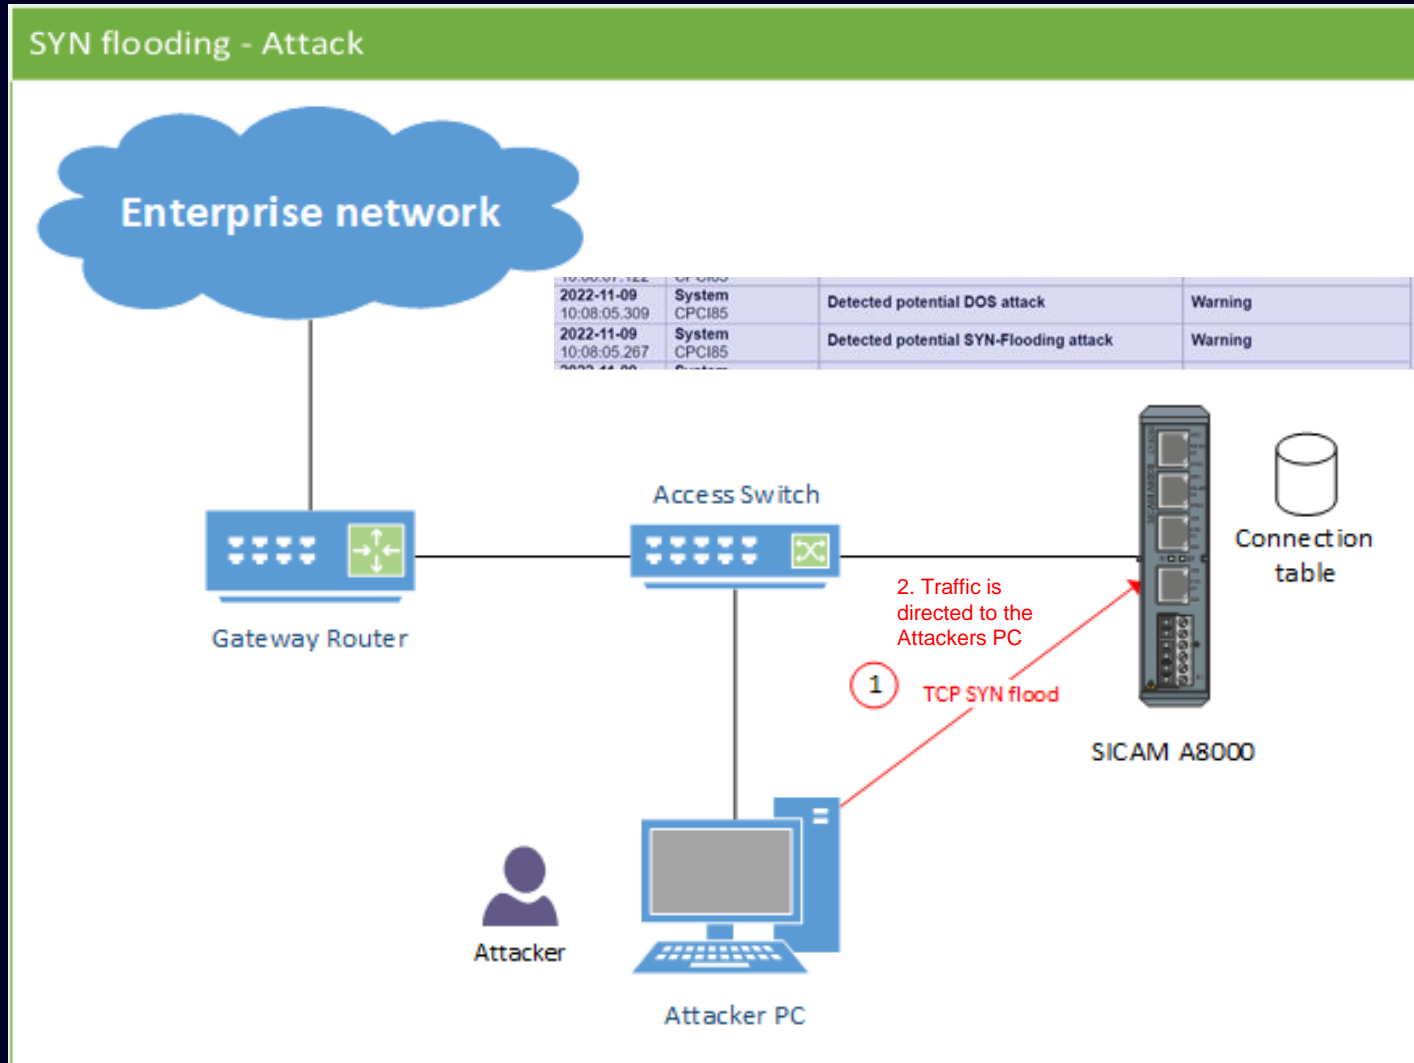 SYN flooding - Attack
Enterprise network
2022-11-09 System Detected potential DOS attack Warning
10:08:05.309 CPCI85
2022-11-09 System Detected potential SYN-Flooding attack Warning
10:08:05.267 CPCI85
Access Switch
Connection
table
2. Traffic is
directed to the
Attackers PC
Gateway Router
1
TCP SYN flood
SICAM A8000
Attacker
Attacker PC